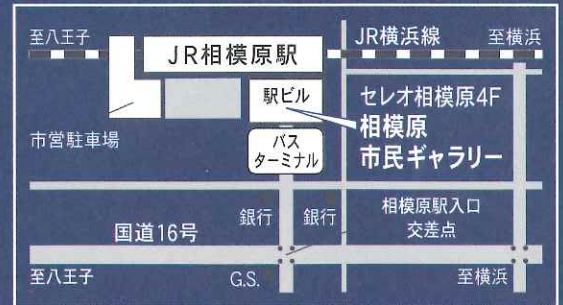 至八王子
JR横浜線
至横浜
JR相模原駅
駅ビル
セレオ相模原4F
相模原
市民ギャラリー
市営駐車場
バス
ターミナル
銀行
銀行
相模原駅入口
交差点
国道16号
至八王子
G.S.
至横浜